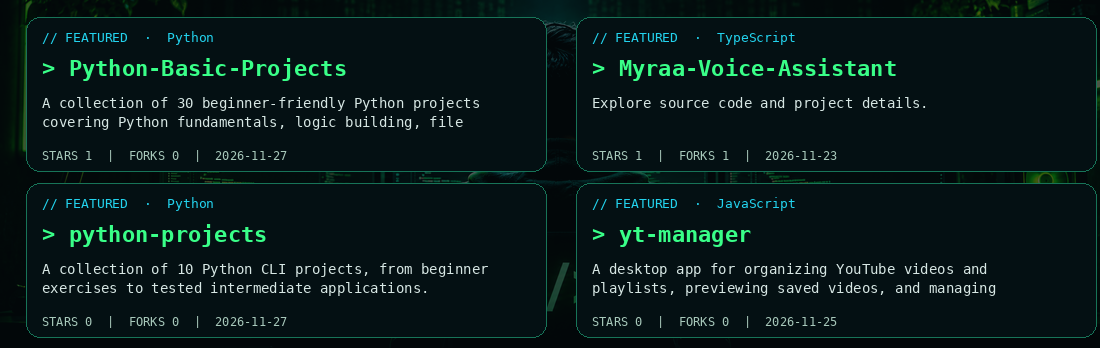 // FEATURED · Python
> Python-Basic-Projects
A collection of 30 beginner-friendly Python projects
covering Python fundamentals, logic building, file
STARS 1 | FORKS 0 | 2026-11-27
// FEATURED · TypeScript
> Myraa-Voice-Assistant
Explore source code and project details.
STARS 1 | FORKS 1 | 2026-11-23
// FEATURED · Python
> python-projects
A collection of 10 Python CLI projects, from beginner
exercises to tested intermediate applications.
STARS 0 | FORKS 0 | 2026-11-27
// FEATURED · JavaScript
> yt-manager
A desktop app for organizing YouTube videos and
playlists, previewing saved videos, and managing
STARS 0 | FORKS 0 | 2026-11-25